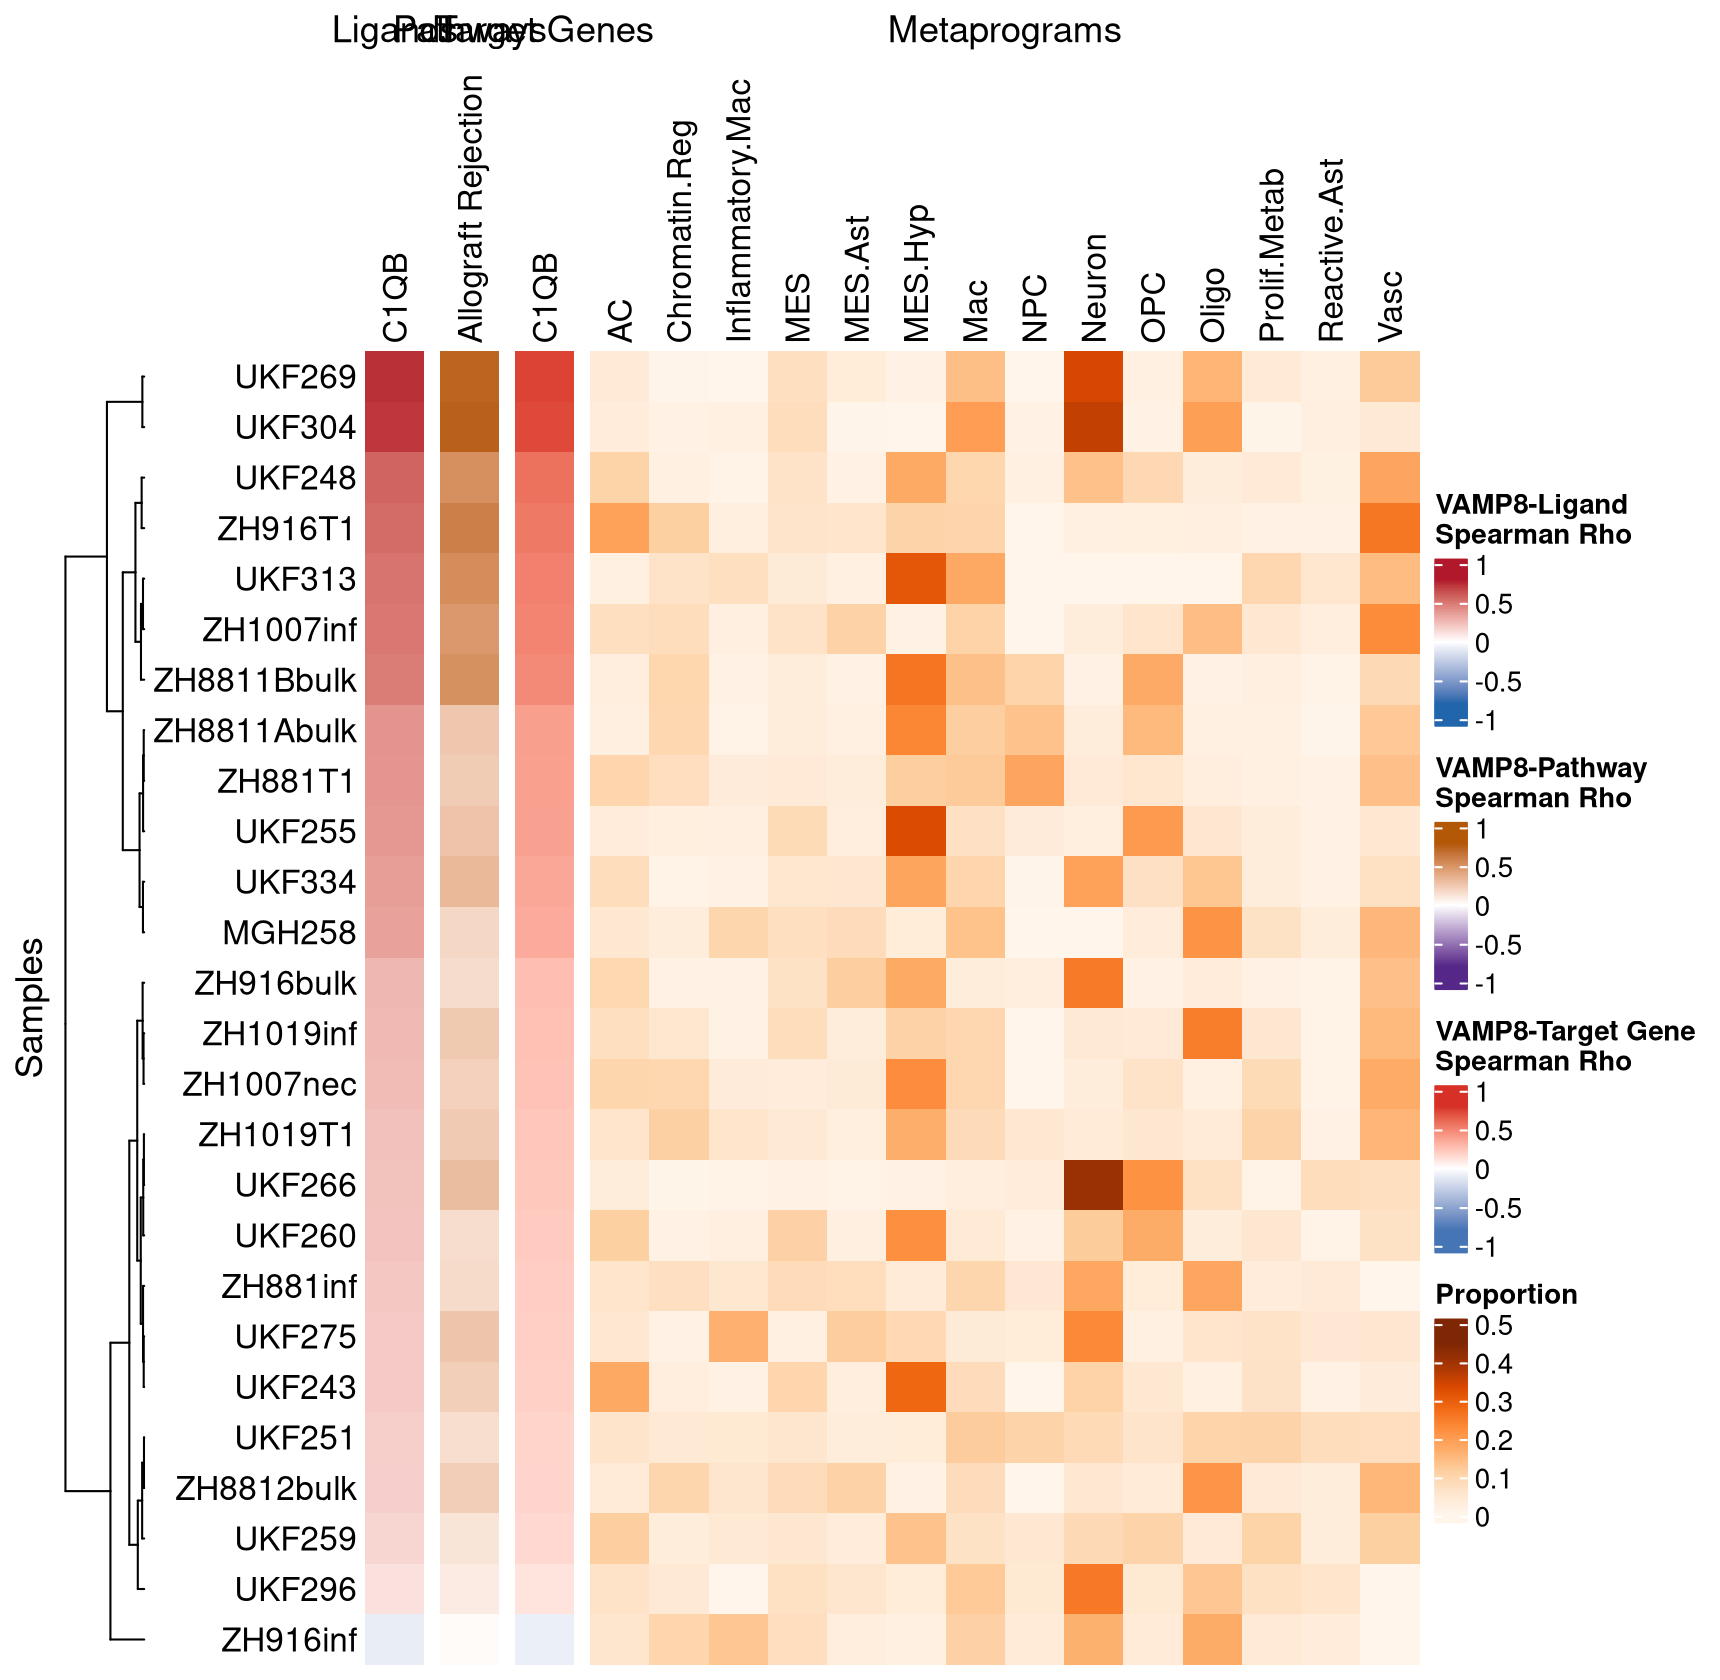 Ligands Pathways Target Genes Metaprograms
C1QB
Allograft Rejection
C1QB
AC
Chromatin.Reg
Inflammatory.Mac
MES
MES.Ast
MES.Hyp
Mac
NPC
Neuron
OPC
Oligo
Prolif.Metab
Reactive.Ast
Vasc
Samples
UKF269
UKF304
UKF248
ZH916T1
UKF313
ZH1007inf
ZH8811Bbulk
ZH8811Abulk
ZH881T1
UKF255
UKF334
MGH258
ZH916bulk
ZH1019inf
ZH1007nec
ZH1019T1
UKF266
UKF260
ZH881inf
UKF275
UKF243
UKF251
ZH8812bulk
UKF259
UKF296
ZH916inf
VAMP8-Ligand
Spearman Rho
1
0.5
0
-0.5
-1
VAMP8-Pathway
Spearman Rho
1
0.5
0
-0.5
-1
VAMP8-Target Gene
Spearman Rho
1
0.5
0
-0.5
-1
Proportion
0.5
0.4
0.3
0.2
0.1
0